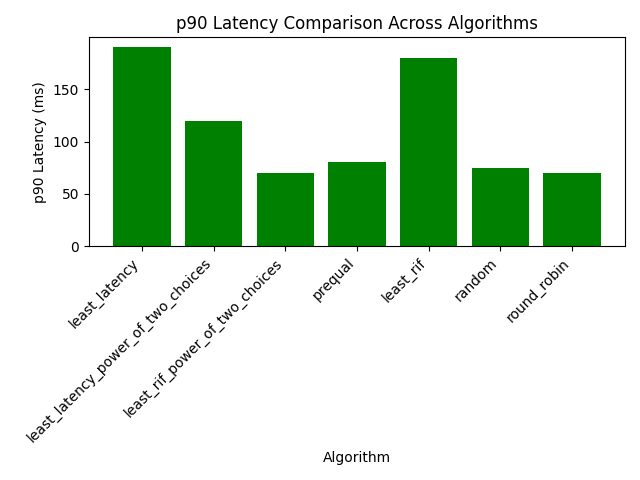 p90 Latency Comparison Across Algorithms
p90 Latency (ms)
150
100
50
0
least_latency
least_latency_power_of_two_choices
least_rif_power_of_two_choices
prequal
least_rif
random
round_robin
Algorithm